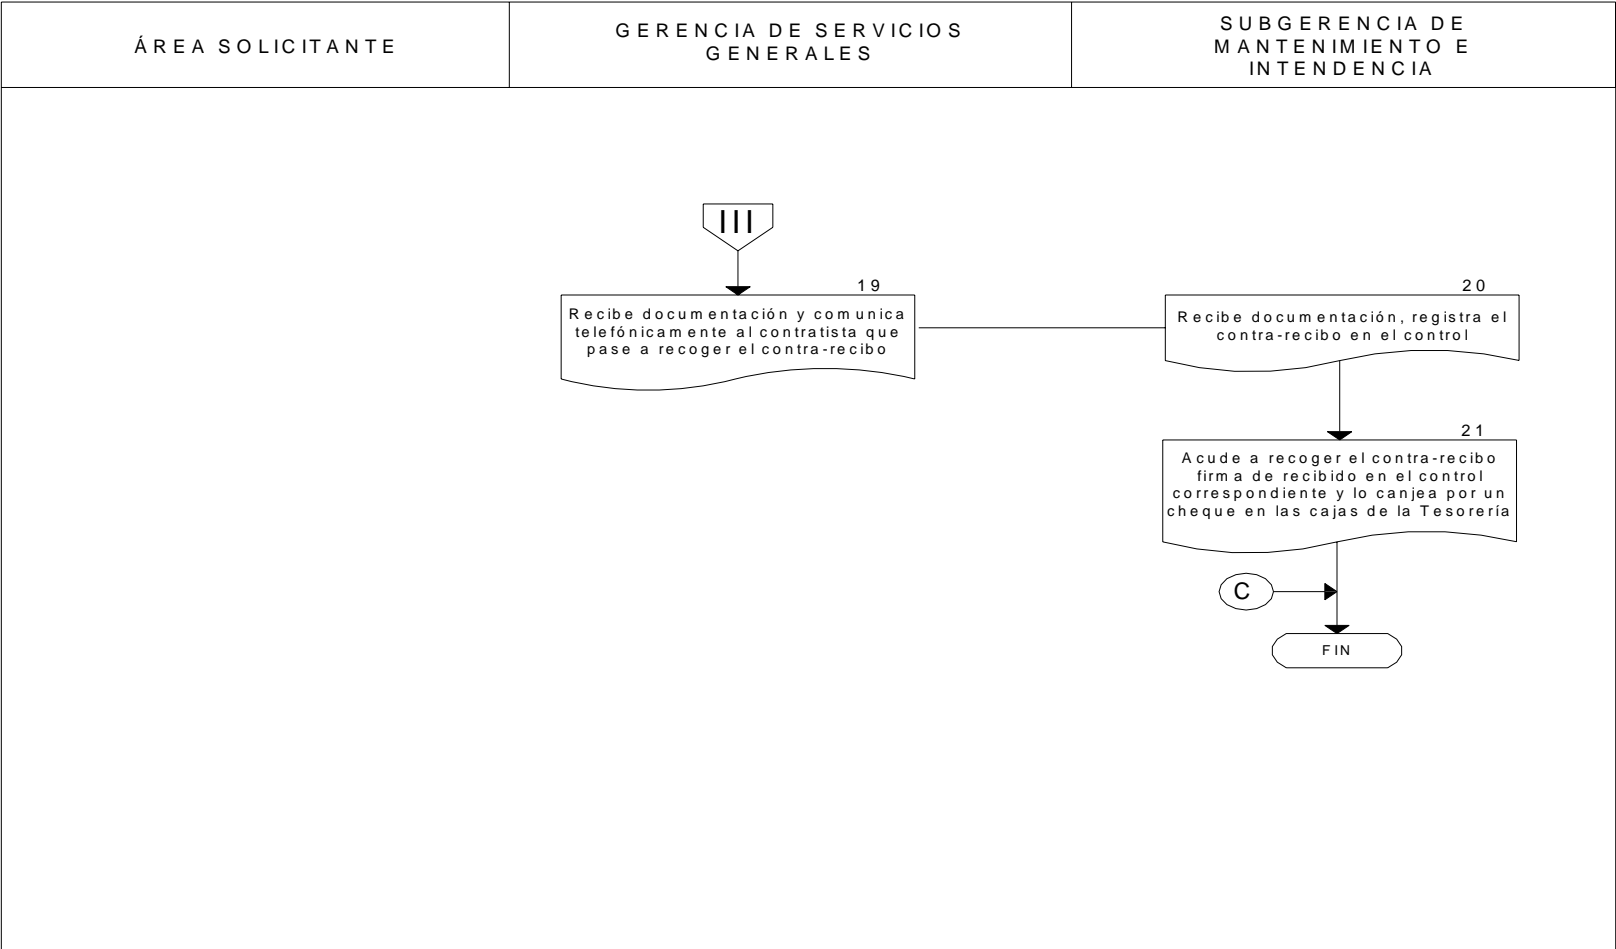 ÁREA SOLICITANTE
GERENCIA DE SERVICIOS
GENERALES
SUBGERENCIA DE
MANTENIMIENTO E
INTENDENCIA
III
19
Recibe documentación y comunica
telefónicamente al contratista que
pase a recoger el contra-recibo
20
Recibe documentación, registra el
contra-recibo en el control
21
Acude a recoger el contra-recibo
firma de recibido en el control
correspondiente y lo canjea por un
cheque en las cajas de la Tesorería
C
FIN